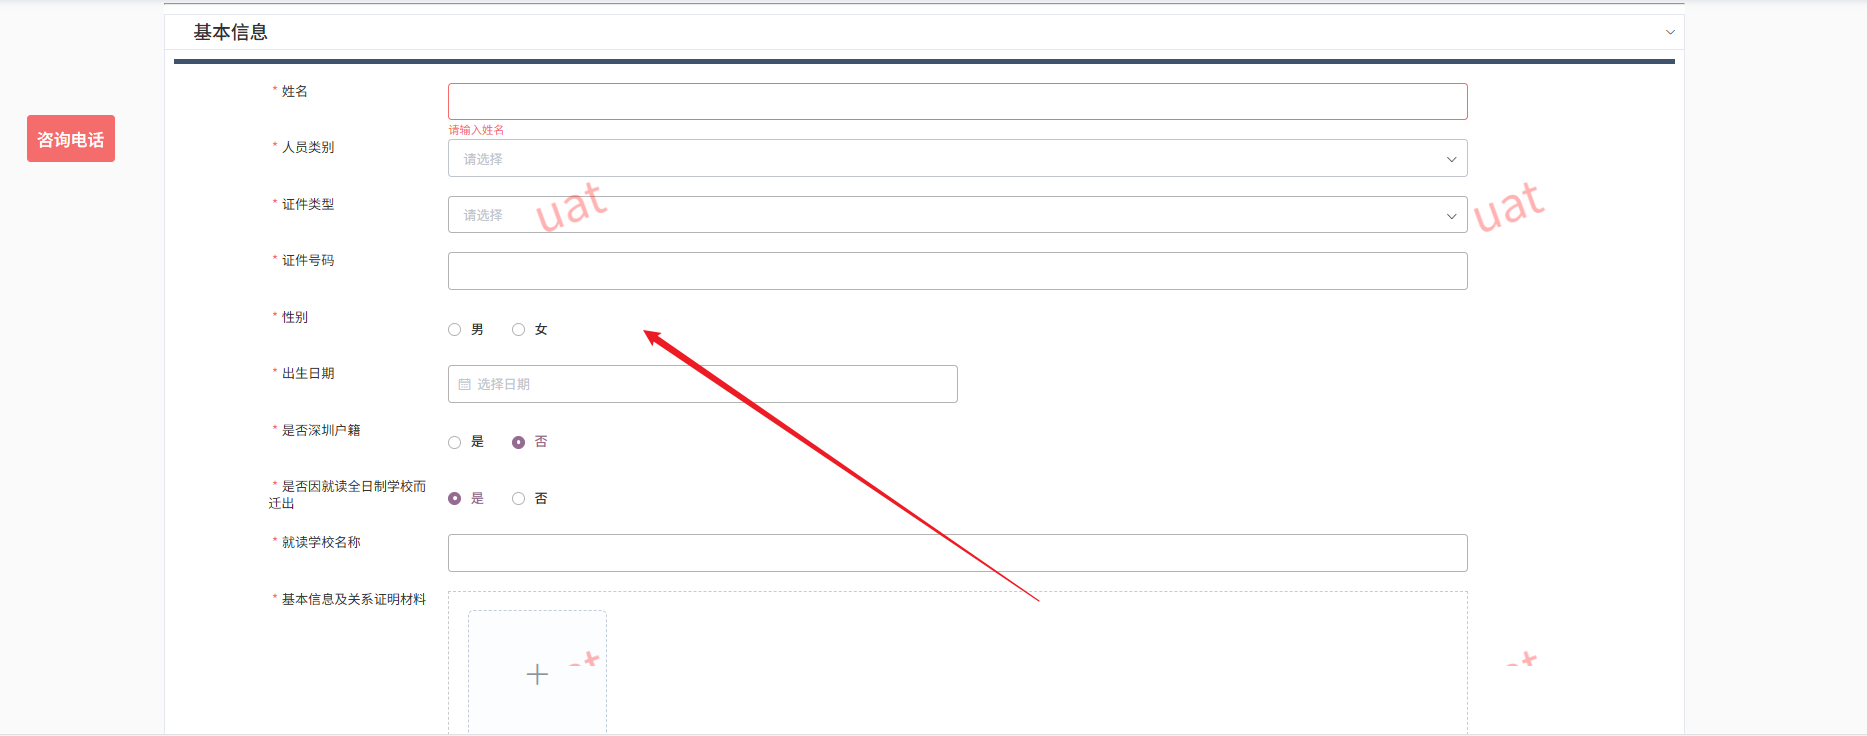 基本信息
* 姓名
请输入姓名
咨询电话
* 人员类别
请选择
* 证件类型
请选择
uat
uat
* 证件号码
* 性别
男
女
* 出生日期
选择日期
* 是否深圳户籍
是
否
* 是否因就读全日制学校而
迁出
是
否
* 就读学校名称
* 基本信息及关系证明材料